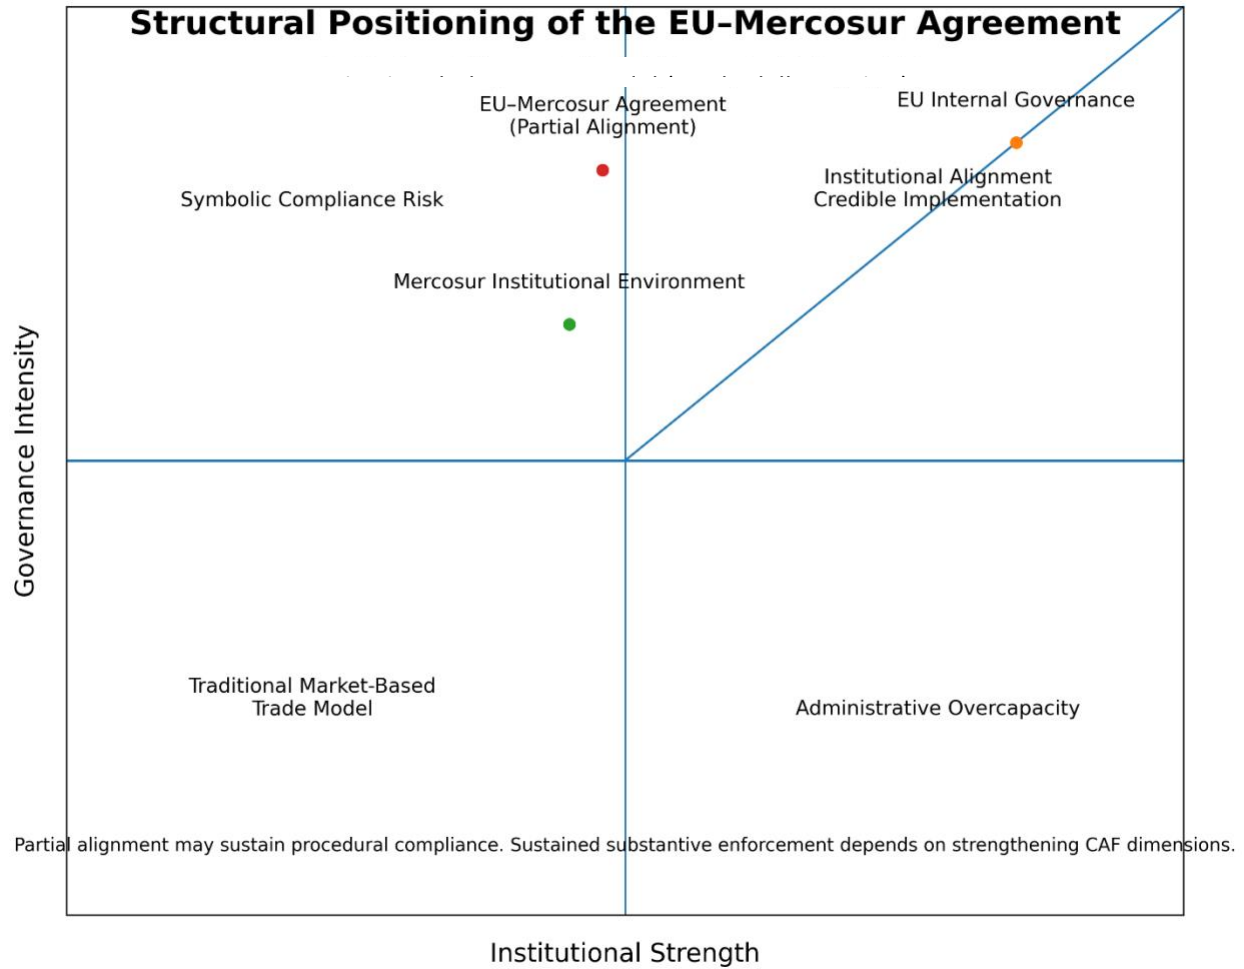 Structural Positioning of the EU–Mercosur Agreement
EU–Mercosur Agreement
(Partial Alignment)
EU Internal Governance
Institutional Alignment
Credible Implementation
Symbolic Compliance Risk
Mercosur Institutional Environment
Governance Intensity
Traditional Market-Based
Trade Model
Administrative Overcapacity
Partial alignment may sustain procedural compliance. Sustained substantive enforcement depends on strengthening CAF dimensions.
Institutional Strength